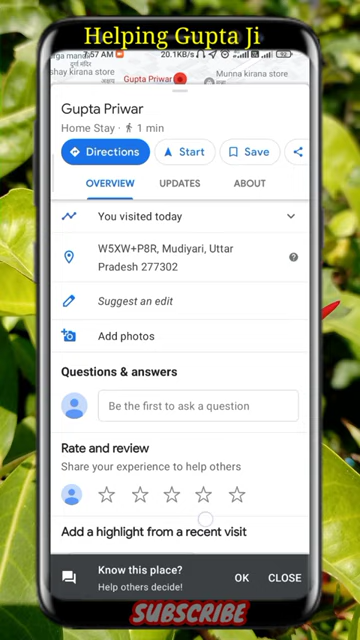 Helping Gupta Ji
7:57 AM
20.1KB/s
92
दुर्गा मंदिर
shay kirana store
Gupta Priwar
Munna kirana store
Gupta Priwar
Home Stay · 1 min
Directions
Start
Save
OVERVIEW
UPDATES
ABOUT
You visited today
W5XW+P8R, Mudiyari, Uttar
Pradesh 277302
Suggest an edit
Add photos
Questions & answers
Be the first to ask a question
Rate and review
Share your experience to help others
Add a highlight from a recent visit
Know this place?
Help others decide!
OK
CLOSE
SUBSCRIBE